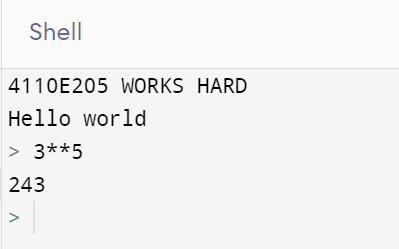 Shell
4110E205 WORKS HARD
Hello world
> 3**5
243
>